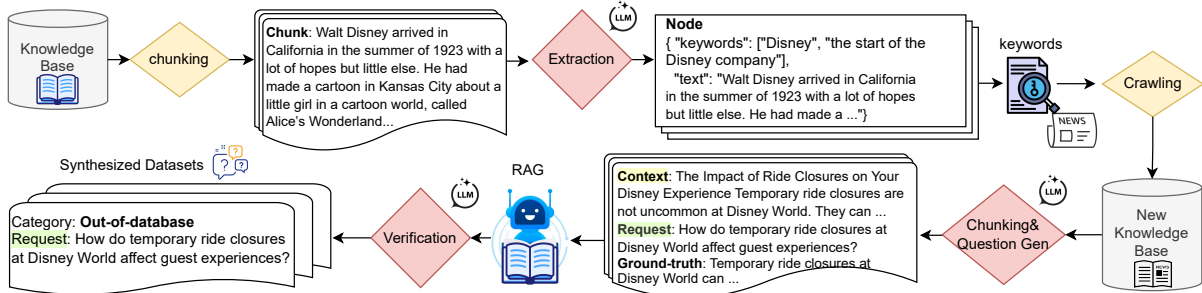 Knowledge
Base
chunking
Chunk: Walt Disney arrived in
California in the summer of 1923 with a
lot of hopes but little else. He had
made a cartoon in Kansas City about a
little girl in a cartoon world, called
Alice's Wonderland...
Extraction
LLM
Node
{ "keywords": ["Disney", "the start of the
Disney company"],
"text": "Walt Disney arrived in California
in the summer of 1923 with a lot of hopes
but little else. He had made a ..."}
keywords
NEWS
Crawling
Synthesized Datasets
Category: Out-of-database
Request: How do temporary ride closures
at Disney World affect guest experiences?
Verification
LLM
RAG
Context: The Impact of Ride Closures on Your
Disney Experience Temporary ride closures are
not uncommon at Disney World. They can ...
Request: How do temporary ride closures at
Disney World affect guest experiences?
Ground-truth: Temporary ride closures at
Disney World can ...
Chunking&
Question Gen
LLM
New
Knowledge
Base
NEWS